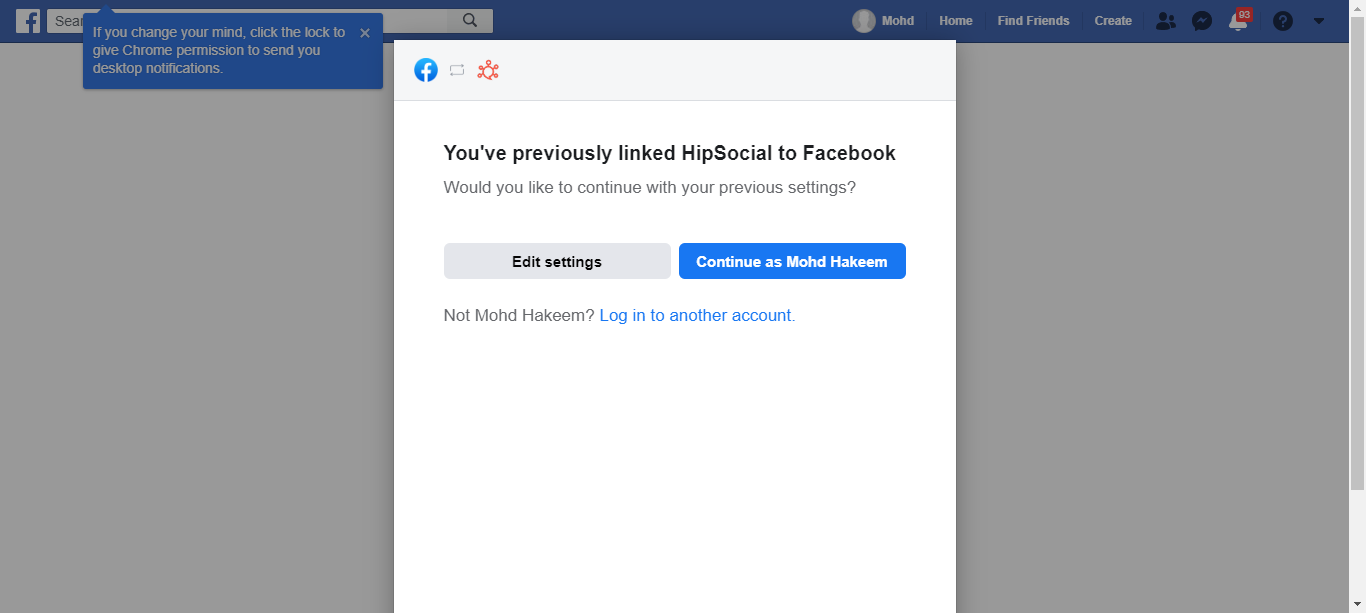 Sear
Mohd
Home
Find Friends
Create
93
If you change your mind, click the lock to
give Chrome permission to send you
desktop notifications.
You've previously linked HipSocial to Facebook
Would you like to continue with your previous settings?
Edit settings
Continue as Mohd Hakeem
Not Mohd Hakeem? Log in to another account.